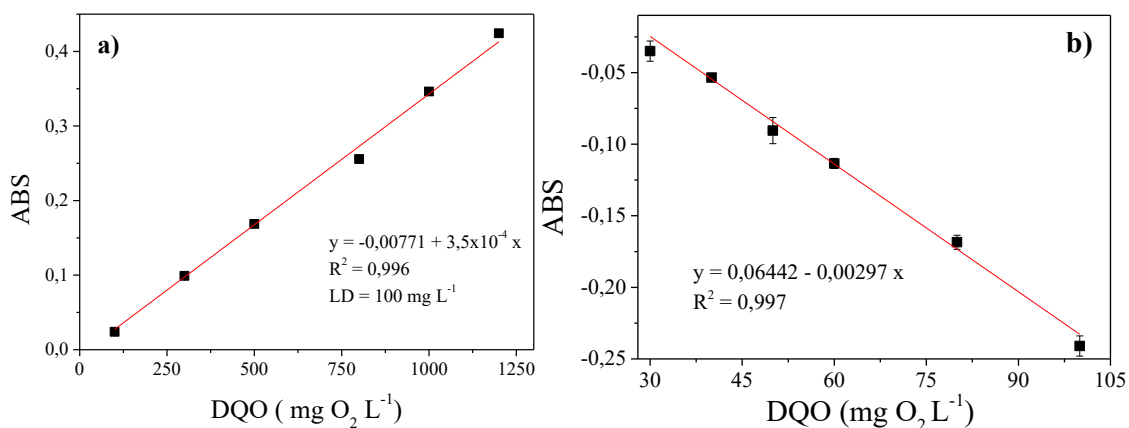 a)
ABS
0,4
0,3
0,2
0,1
0,0
y = -0,00771 + 3,5x10⁻⁴ x
R² = 0,996
LD = 100 mg L⁻¹
0 250 500 750 1000 1250
DQO ( mg O₂ L⁻¹)
b)
ABS
-0,05
-0,10
-0,15
-0,20
-0,25
y = 0,06442 - 0,00297 x
R² = 0,997
30 45 60 75 90 105
DQO (mg O₂ L⁻¹)